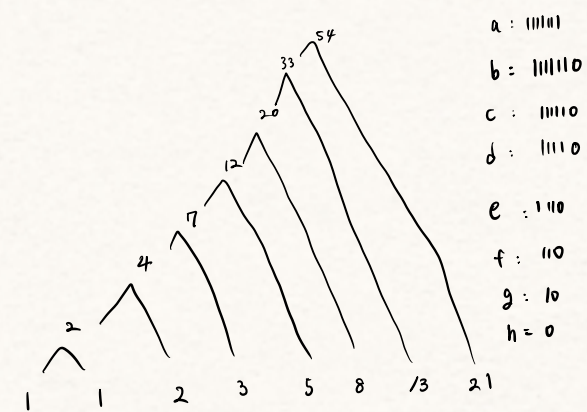 54
33
20
12
7
4
2
1 1 2 3 5 8 13 21
a : 1111111
b = 1111110
c : 111110
d : 11110
e : 1110
f : 110
g : 10
h = 0